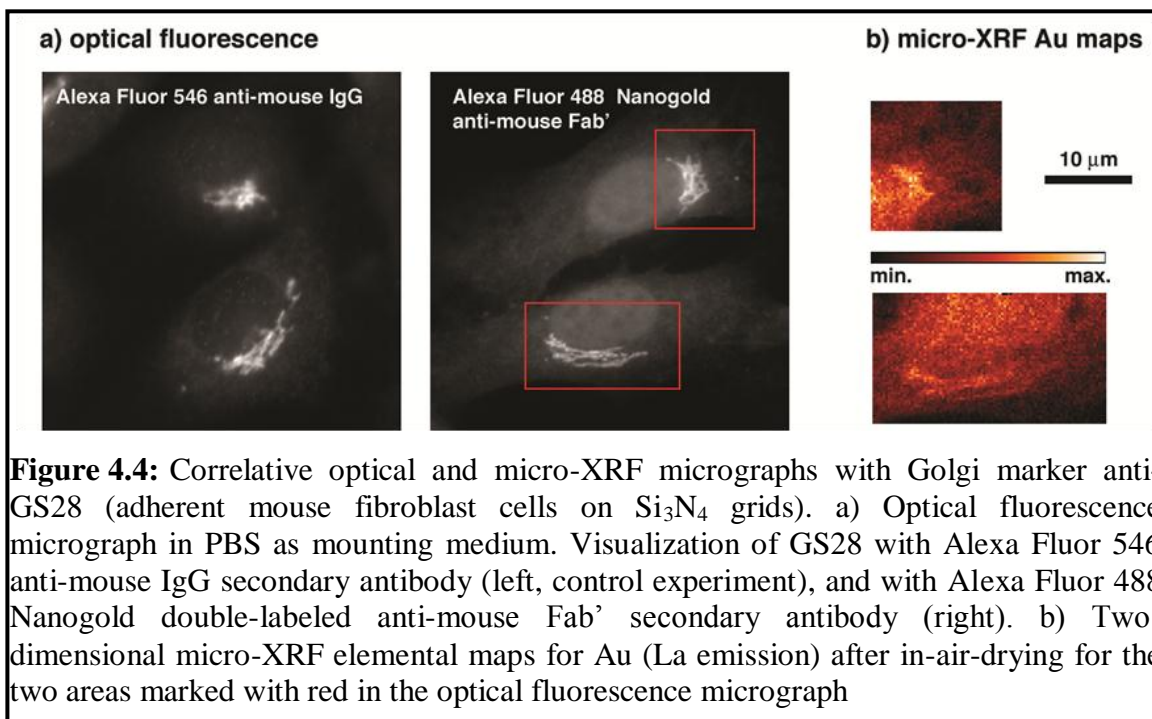 a) optical fluorescence
b) micro-XRF Au maps
Alexa Fluor 546 anti-mouse IgG
Alexa Fluor 488 Nanogold
anti-mouse Fab’
10 µm
min. max.
Figure 4.4: Correlative optical and micro-XRF micrographs with Golgi marker anti-
GS28 (adherent mouse fibroblast cells on Si₃N₄ grids). a) Optical fluorescence
micrograph in PBS as mounting medium. Visualization of GS28 with Alexa Fluor 546
anti-mouse IgG secondary antibody (left, control experiment), and with Alexa Fluor 488
Nanogold double-labeled anti-mouse Fab’ secondary antibody (right). b) Two
dimensional micro-XRF elemental maps for Au (La emission) after in-air-drying for the
two areas marked with red in the optical fluorescence micrograph